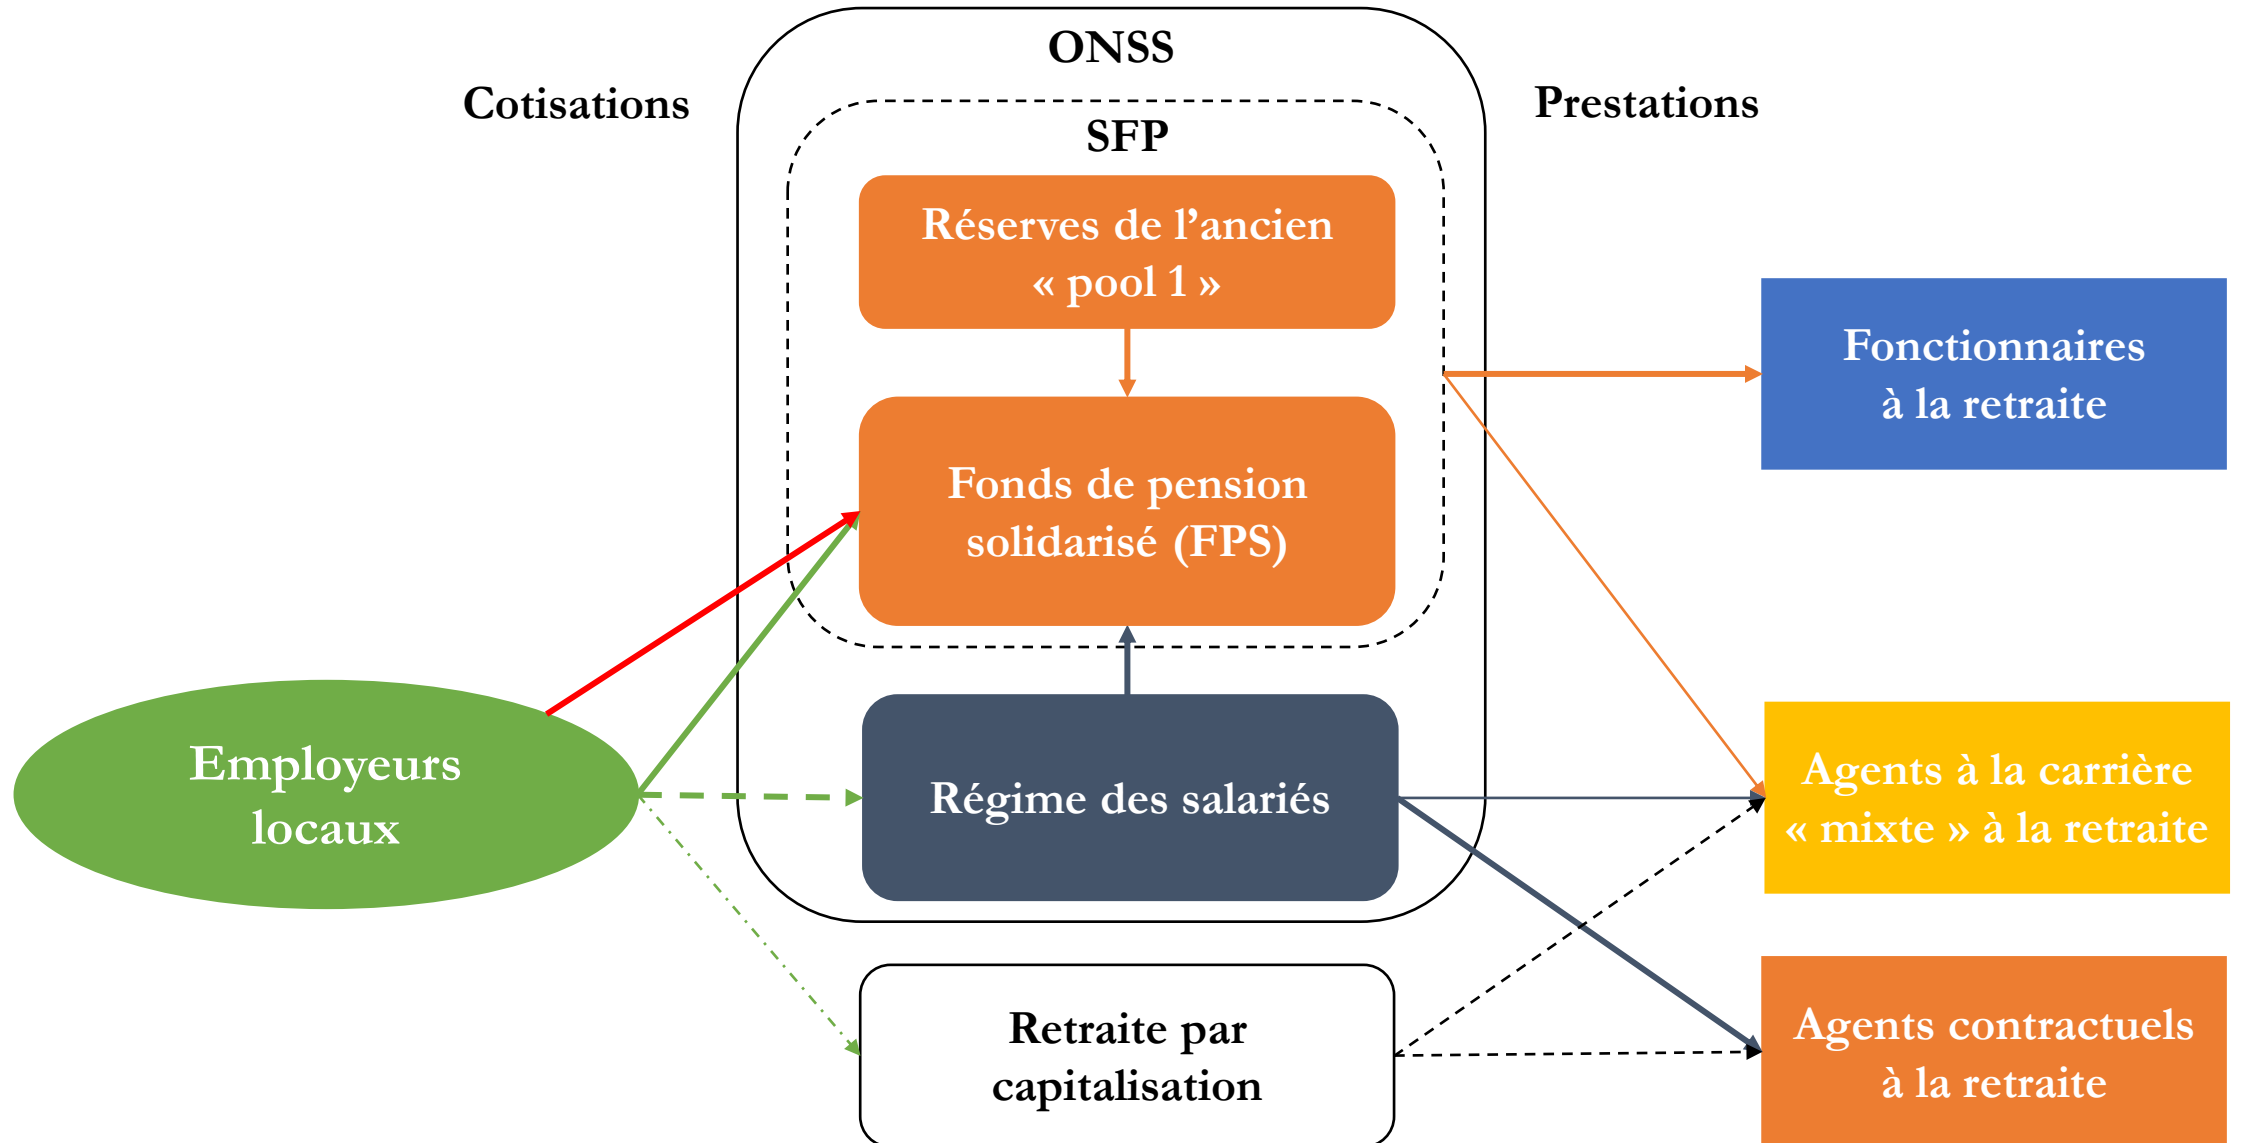 ONSS
Cotisations
Prestations
SFP
Réserves de l’ancien
« pool 1 »
Fonctionnaires
à la retraite
Fonds de pension
solidarisé (FPS)
Employeurs
locaux
Régime des salariés
Agents à la carrière
« mixte » à la retraite
Retraite par
capitalisation
Agents contractuels
à la retraite